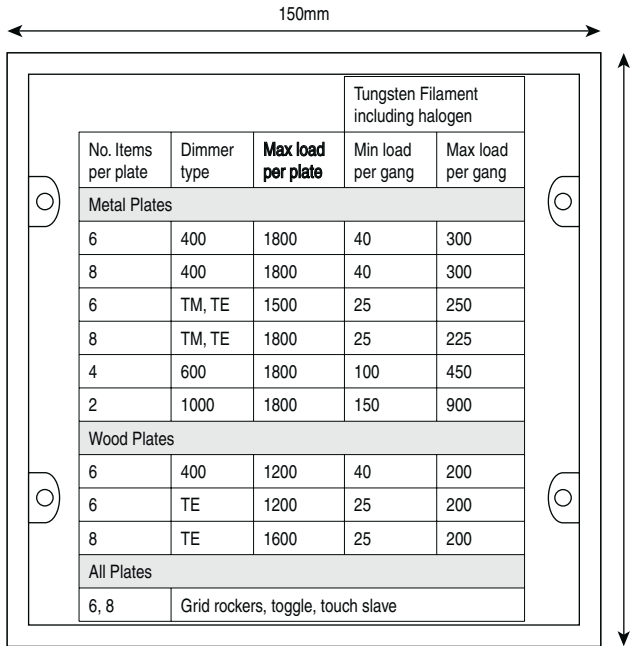 150mm
Tungsten Filament
including halogen
No. Items per plate Dimmer type Max load per plate Min load per gang Max load per gang
Metal Plates
6 400 1800 40 300
8 400 1800 40 300
6 TM, TE 1500 25 250
8 TM, TE 1800 25 225
4 600 1800 100 450
2 1000 1800 150 900
Wood Plates
6 400 1200 40 200
6 TE 1200 25 200
8 TE 1600 25 200
All Plates
6, 8 Grid rockers, toggle, touch slave